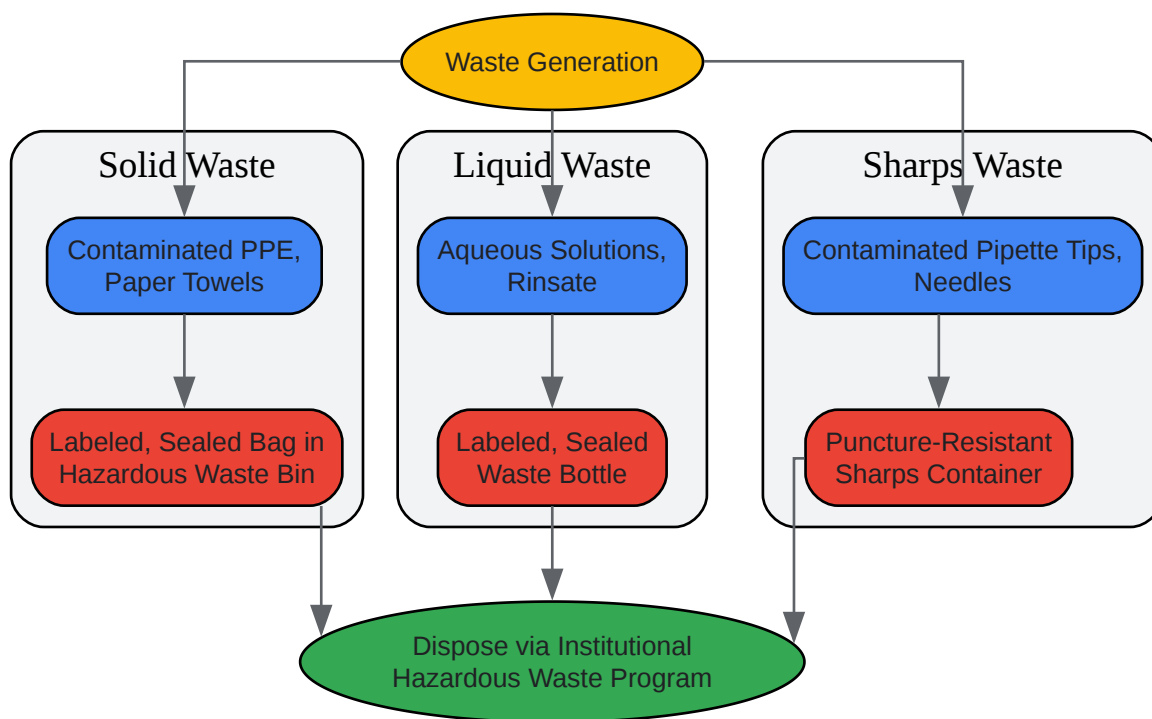 Waste Generation
Solid Waste
Liquid Waste
Sharps Waste
Contaminated PPE,
Paper Towels
Aqueous Solutions,
Rinsate
Contaminated Pipette Tips,
Needles
Labeled, Sealed Bag in
Hazardous Waste Bin
Labeled, Sealed
Waste Bottle
Puncture-Resistant
Sharps Container
Dispose via Institutional
Hazardous Waste Program